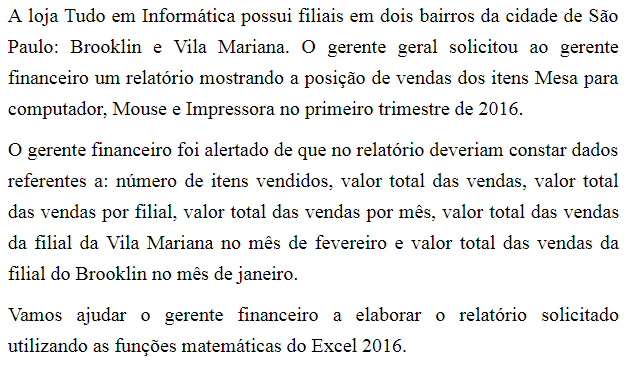 A loja Tudo em Informática possui filiais em dois bairros da cidade de São
Paulo: Brooklin e Vila Mariana. O gerente geral solicitou ao gerente
financeiro um relatório mostrando a posição de vendas dos itens Mesa para
computador, Mouse e Impressora no primeiro trimestre de 2016.
O gerente financeiro foi alertado de que no relatório deveriam constar dados
referentes a: número de itens vendidos, valor total das vendas, valor total
das vendas por filial, valor total das vendas por mês, valor total das vendas
da filial da Vila Mariana no mês de fevereiro e valor total das vendas da
filial do Brooklin no mês de janeiro.
Vamos ajudar o gerente financeiro a elaborar o relatório solicitado
utilizando as funções matemáticas do Excel 2016.